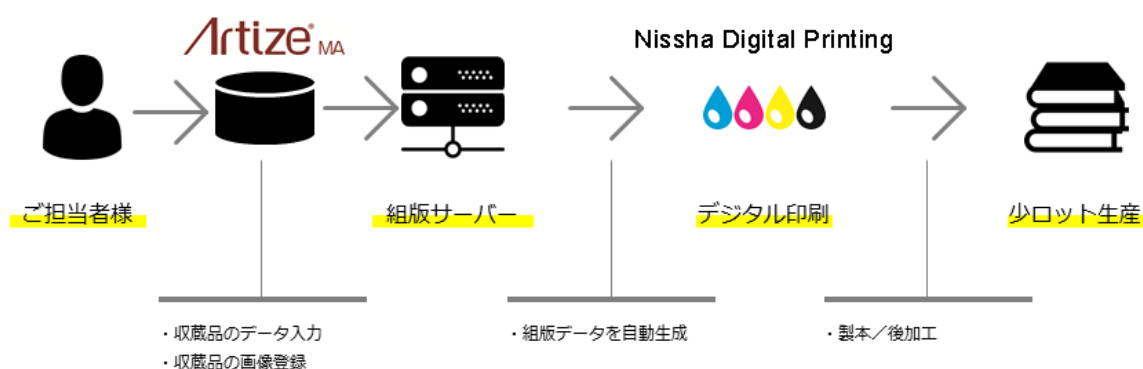 Artize® MA
Nissha Digital Printing
ご担当者様
組版サーバー
デジタル印刷
少ロット生産
・収蔵品のデータ入力
・収蔵品の画像登録
・組版データを自動生成
・製本／後加工